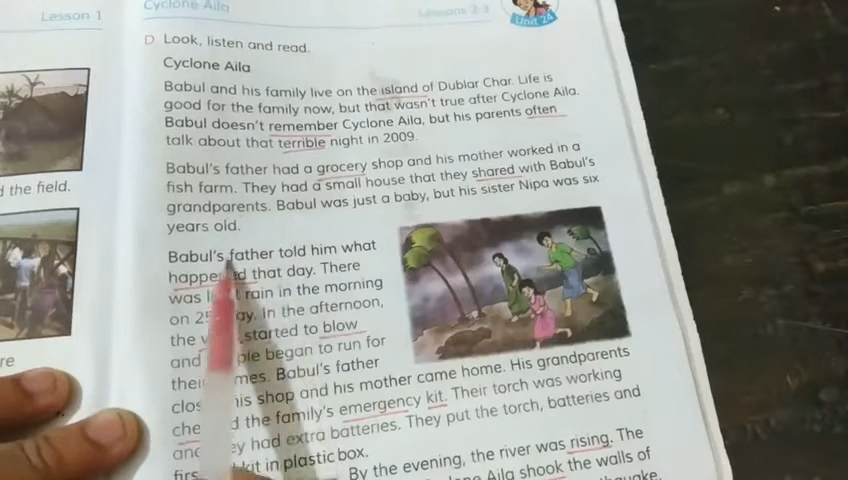 Lesson 1
Cyclone Aila
Lessons 2-3
Unit 24
D Look, listen and read.
Cyclone Aila
Babul and his family live on the island of Dublar Char. Life is
good for the family now, but that wasn't true after Cyclone Aila.
Babul doesn't remember Cyclone Aila, but his parents often
talk about that terrible night in 2009.
Babul's father had a grocery shop and his mother worked in a
fish farm. They had a small house that they shared with Babul's
grandparents. Babul was just a baby, but his sister Nipa was six
years old.
d the field.
Babul's father told him what
happened that day. There
was rain in the morning
on 25 ay. In the afternoon,
the started to blow
and ple began to run for
their mes. Babul's father
clos his shop and his mother came home. His grandparents
che d the family's emergency kit. Their torch was working
and ey had extra batteries. They put the torch, batteries and
firs kit in plastic box.
re
By the evening, the river was rising. The
Aila shook the walls of